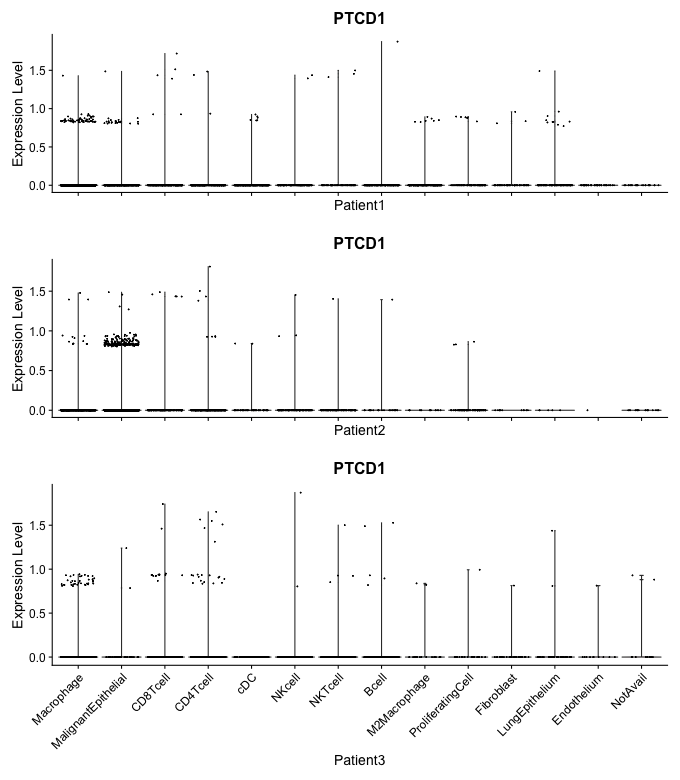 PTCD1
Expression Level
1.5
1.0
0.5
0.0
Patient1
PTCD1
Expression Level
1.5
1.0
0.5
0.0
Patient2
PTCD1
Expression Level
1.5
1.0
0.5
0.0
Macrophage
MalignantEpithelial
CD8Tcell
CD4Tcell
cDC
NKcell
NKTcell
Bcell
M2Macrophage
ProliferatingCell
Fibroblast
LungEpithelium
Endothelium
NotAvail
Patient3